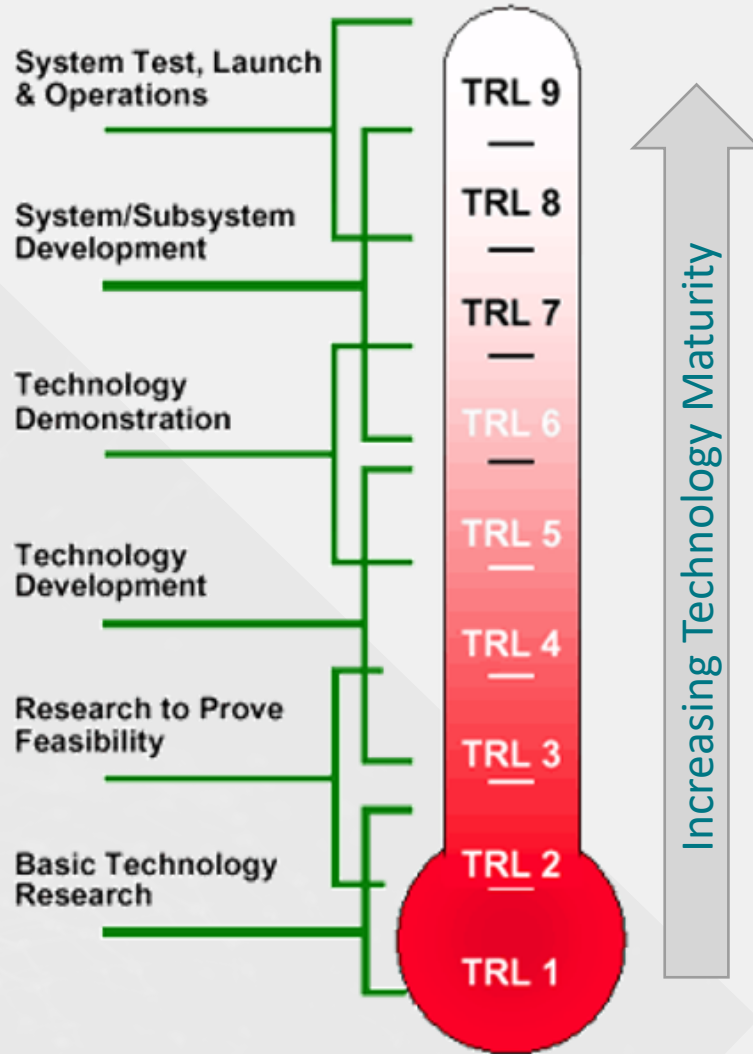 System Test, Launch
& Operations
System/Subsystem
Development
Technology
Demonstration
Technology
Development
Research to Prove
Feasibility
Basic Technology
Research
TRL 9
TRL 8
TRL 7
TRL 6
TRL 5
TRL 4
TRL 3
TRL 2
TRL 1
Increasing Technology Maturity